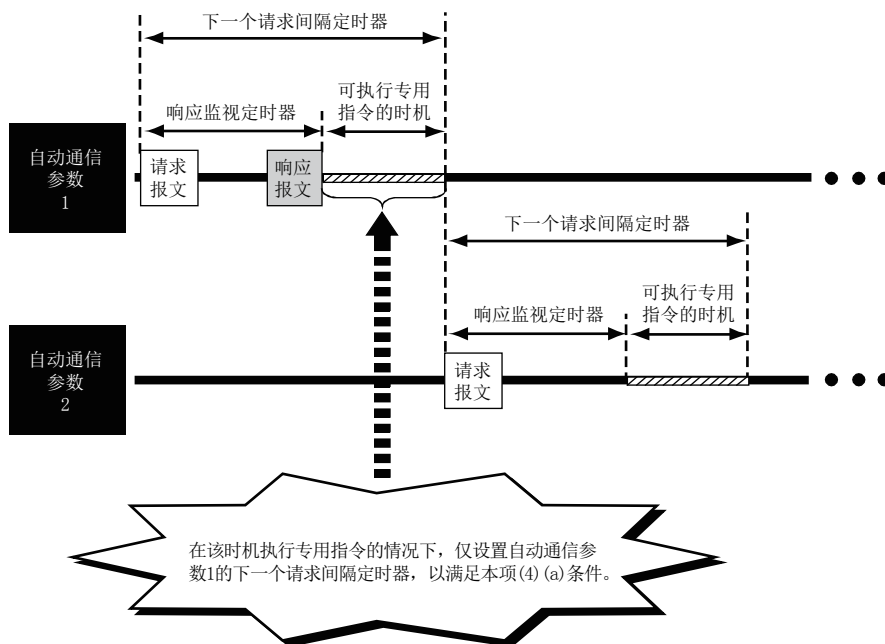 下一个请求间隔定时器
响应监视定时器
可执行专用
指令的时机
自动通信
参数
1
请求
报文
响应
报文
下一个请求间隔定时器
响应监视定时器
可执行专用
指令的时机
自动通信
参数
2
请求
报文
在该时机执行专用指令的情况下，仅设置自动通信参
数1的下一个请求间隔定时器，以满足本项(4)(a)条件。